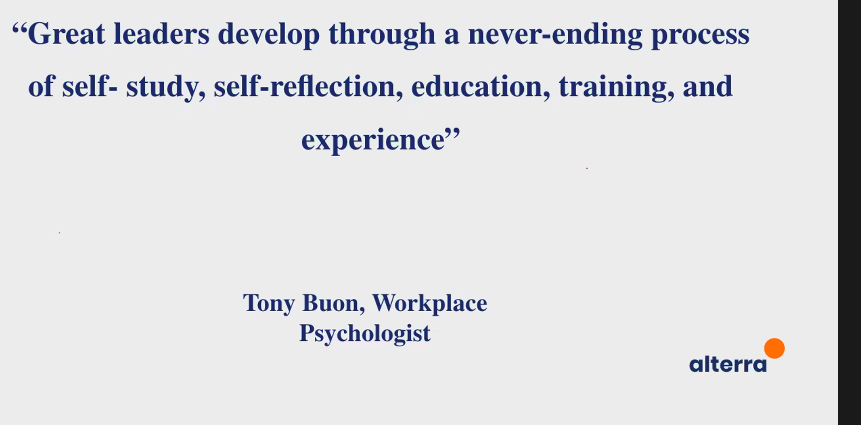 “Great leaders develop through a never-ending process
of self- study, self-reflection, education, training, and
experience”
Tony Buon, Workplace
Psychologist
alterra